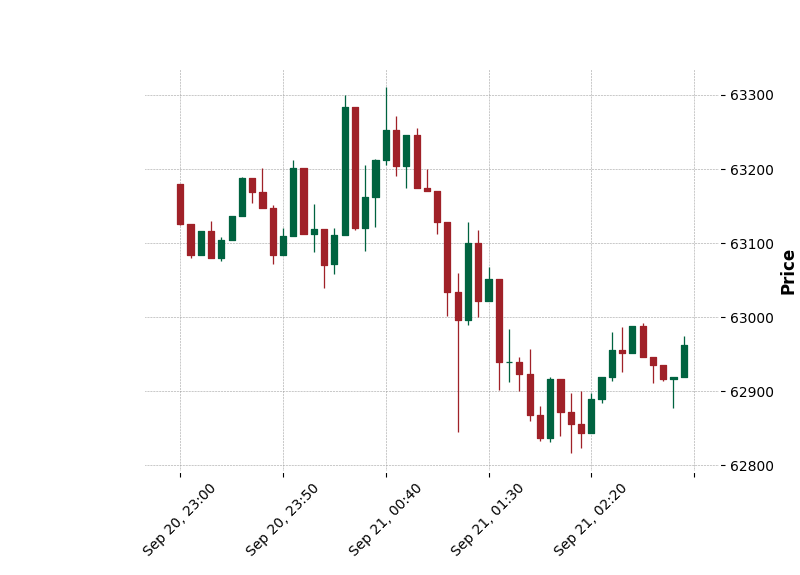 63300
63200
63100
63000
62900
62800
Price
Sep 20, 23:00
Sep 20, 23:50
Sep 21, 00:40
Sep 21, 01:30
Sep 21, 02:20